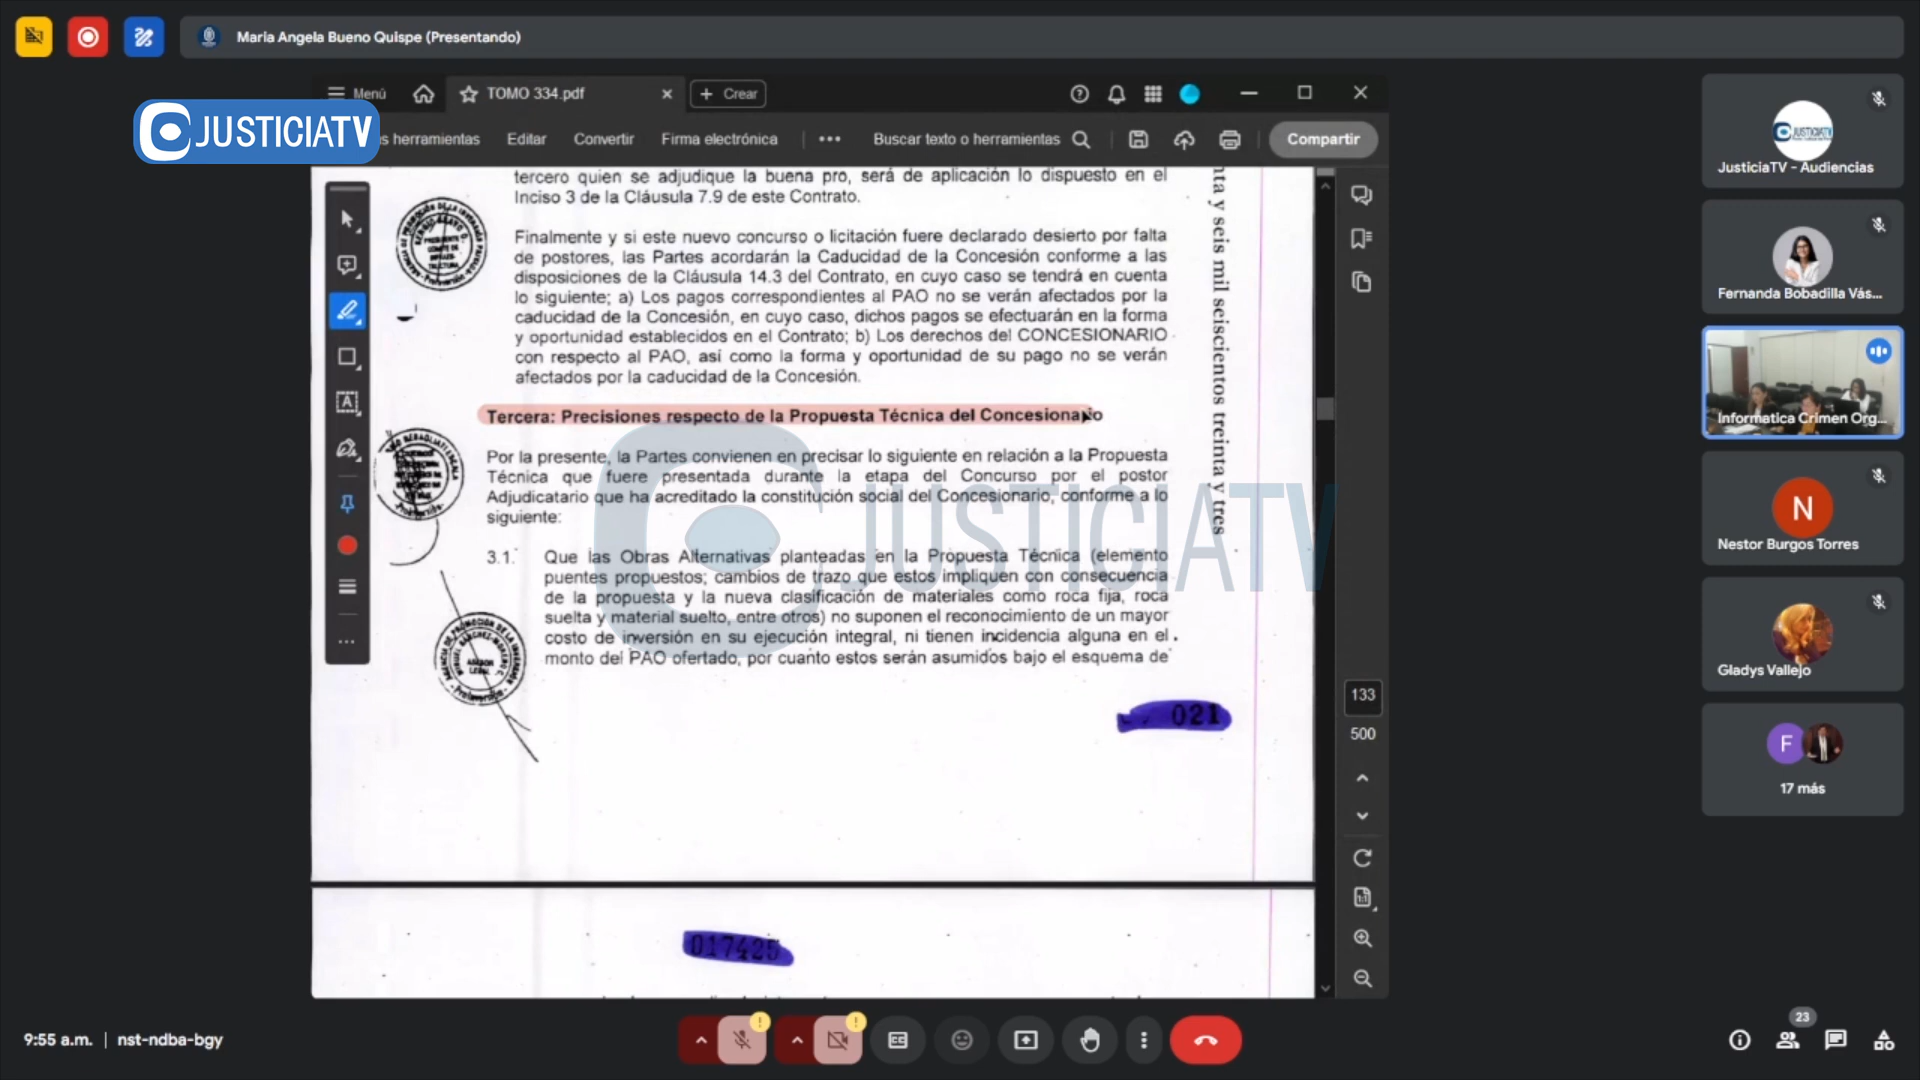 Maria Angela Bueno Quispe (Presentando)
Menú
TOMO 334.pdf
Crear
JUSTICIATV
s herramientas
Editar
Convertir
Firma electrónica
Buscar texto o herramientas
Compartir
tercero quien se adjudique la buena pro, será de aplicación lo dispuesto en el
Inciso 3 de la Cláusula 7.9 de este Contrato.
Finalmente y si este nuevo concurso o licitación fuere declarado desierto por falta
de postores, las Partes acordarán la Caducidad de la Concesión conforme a las
disposiciones de la Cláusula 14.3 del Contrato, en cuyo caso se tendrá en cuenta
lo siguiente; a) Los pagos correspondientes al PAO no se verán afectados por la
caducidad de la Concesión, en cuyo caso, dichos pagos se efectuarán en la forma
y oportunidad establecidos en el Contrato; b) Los derechos del CONCESIONARIO
con respecto al PAO, así como la forma y oportunidad de su pago no se verán
afectados por la caducidad de la Concesión.
Tercera: Precisiones respecto de la Propuesta Técnica del Concesionario
Por la presente, la Partes convienen en precisar lo siguiente en relación a la Propuesta
Técnica que fuere presentada durante la etapa del Concurso por el postor
Adjudicatario que ha acreditado la constitución social del Concesionario, conforme a lo
siguiente:
3.1. Que las Obras Alternativas planteadas en la Propuesta Técnica (elemento
puentes propuestos; cambios de trazo que estos impliquen con consecuencia
de la propuesta y la nueva clasificación de materiales como roca fija, roca
suelta y material suelto, entre otros) no suponen el reconocimiento de un mayor
costo de inversión en su ejecución integral, ni tienen incidencia alguna en el
monto del PAO ofertado, por cuanto estos serán asumidos bajo el esquema de
nta y seis mil seiscientos treinta y tres
JUSTICIATV
021
017425
133
500
JUSTICIATV
JusticiaTV - Audiencias
Fernanda Bobadilla Vás...
Informatica Crimen Org...
N
Nestor Burgos Torres
Gladys Vallejo
F
17 más
9:55 a.m. | nst-ndba-bgy
23